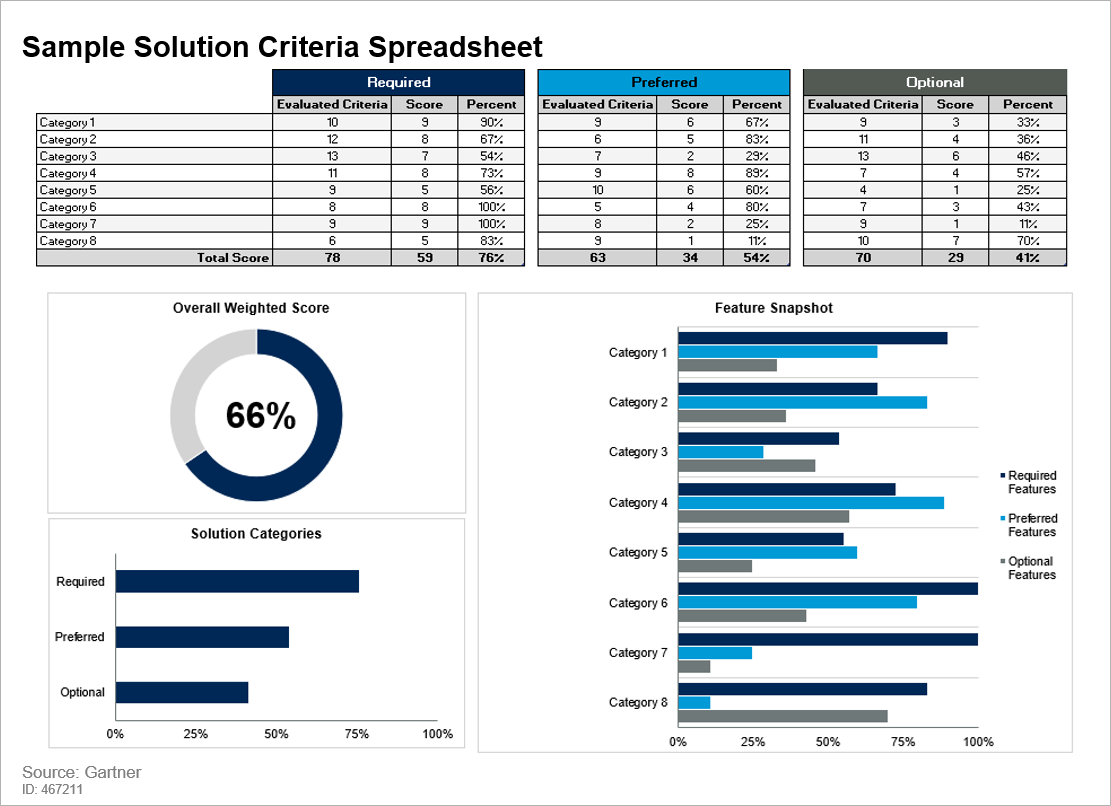 Sample Solution Criteria Spreadsheet
Required Preferred Optional
Evaluated Criteria Score Percent Evaluated Criteria Score Percent Evaluated Criteria Score Percent
Category 1 10 9 90% 9 6 67% 9 3 33%
Category 2 12 8 67% 6 5 83% 11 4 36%
Category 3 13 7 54% 7 2 29% 13 6 46%
Category 4 11 8 73% 9 8 89% 7 4 57%
Category 5 9 5 56% 10 6 60% 4 1 25%
Category 6 8 8 100% 5 4 80% 7 3 43%
Category 7 9 9 100% 8 2 25% 9 1 11%
Category 8 6 5 83% 9 1 11% 10 7 70%
Total Score 78 59 76% 63 34 54% 70 29 41%
Overall Weighted Score
66%
Solution Categories
Required
Preferred
Optional
0% 25% 50% 75% 100%
Feature Snapshot
Category 1
Category 2
Category 3
Category 4
Category 5
Category 6
Category 7
Category 8
0% 25% 50% 75% 100%
Required
Features
Preferred
Features
Optional
Features
Source: Gartner
ID: 467211